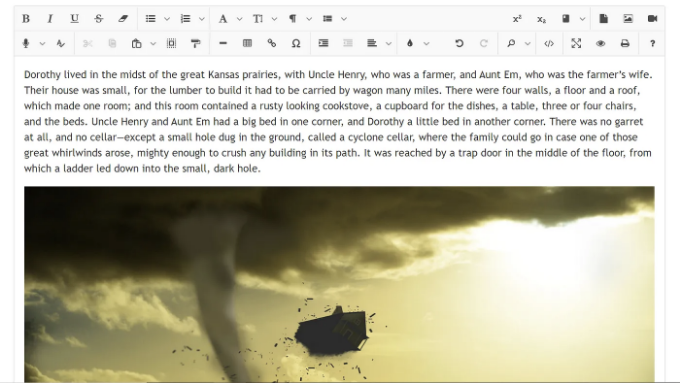 B I U S A T ¶ x² x₂
Ω </> ?
Dorothy lived in the midst of the great Kansas prairies, with Uncle Henry, who was a farmer, and Aunt Em, who was the farmer's wife.
Their house was small, for the lumber to build it had to be carried by wagon many miles. There were four walls, a floor and a roof,
which made one room; and this room contained a rusty looking cookstove, a cupboard for the dishes, a table, three or four chairs,
and the beds. Uncle Henry and Aunt Em had a big bed in one corner, and Dorothy a little bed in another corner. There was no garret
at all, and no cellar—except a small hole dug in the ground, called a cyclone cellar, where the family could go in case one of those
great whirlwinds arose, mighty enough to crush any building in its path. It was reached by a trap door in the middle of the floor, from
which a ladder led down into the small, dark hole.